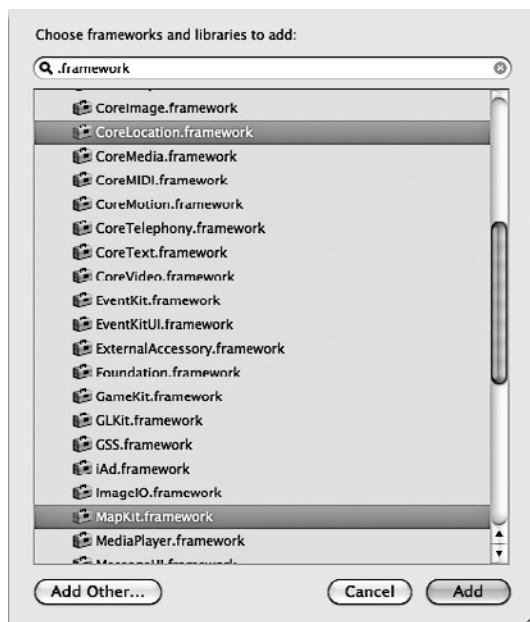 Choose frameworks and libraries to add:
.framework
CoreImage.framework
CoreLocation.framework
CoreMedia.framework
CoreMIDI.framework
CoreMotion.framework
CoreTelephony.framework
CoreText.framework
CoreVideo.framework
EventKit.framework
EventKitUI.framework
ExternalAccessory.framework
Foundation.framework
GameKit.framework
GLKit.framework
GSS.framework
iAd.framework
ImageIO.framework
MapKit.framework
MediaPlayer.framework
Add Other...
Cancel
Add